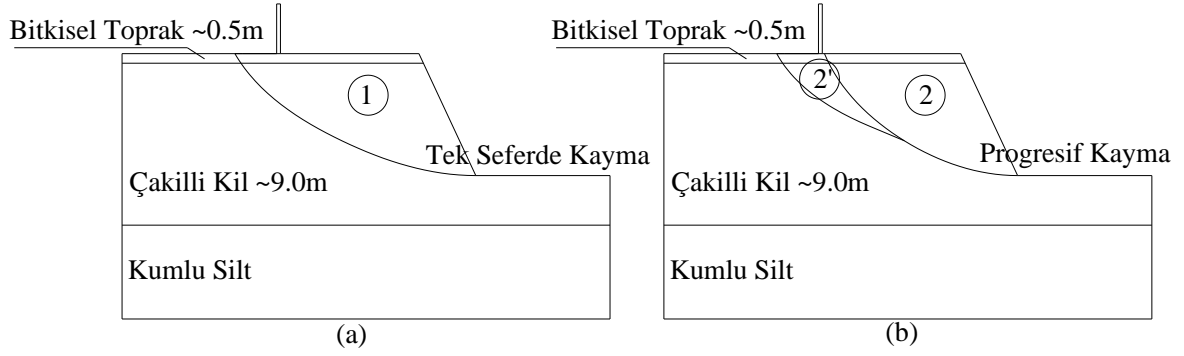 Bitkisel Toprak ~0.5m
1
Tek Seferde Kayma
Çakilli Kil ~9.0m
Kumlu Silt
(a)
Bitkisel Toprak ~0.5m
2'
2
Progresif Kayma
Çakilli Kil ~9.0m
Kumlu Silt
(b)